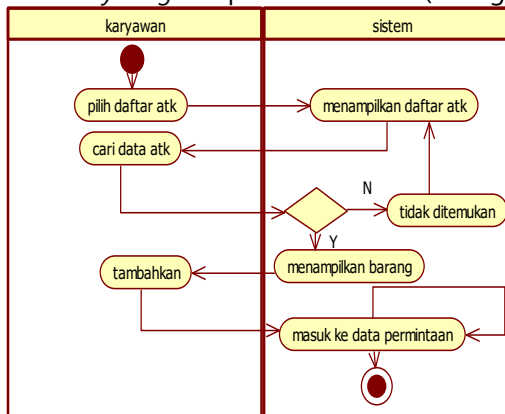 karyawan
sistem
pilih daftar atk
menampilkan daftar atk
cari data atk
N
tidak ditemukan
Y
menampilkan barang
tambahkan
masuk ke data permintaan